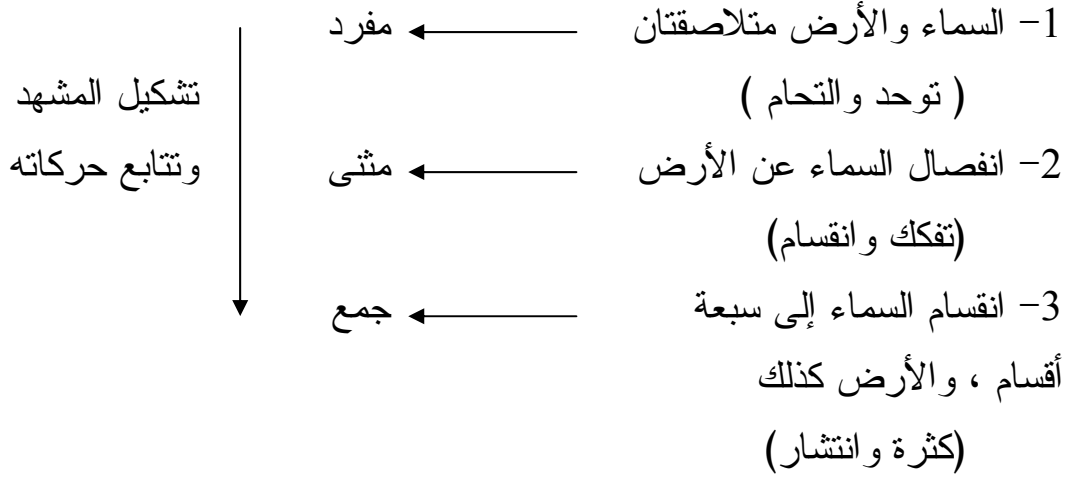 1- السماء والأرض متلاصقتان مفرد
( توحد والتحام ) تشكيل المشهد
2- انفصال السماء عن الأرض مثنى وتتابع حركاته
(تفكك وانقسام)
3- انقسام السماء إلى سبعة جمع
أقسام ، والأرض كذلك
(كثرة وانتشار)